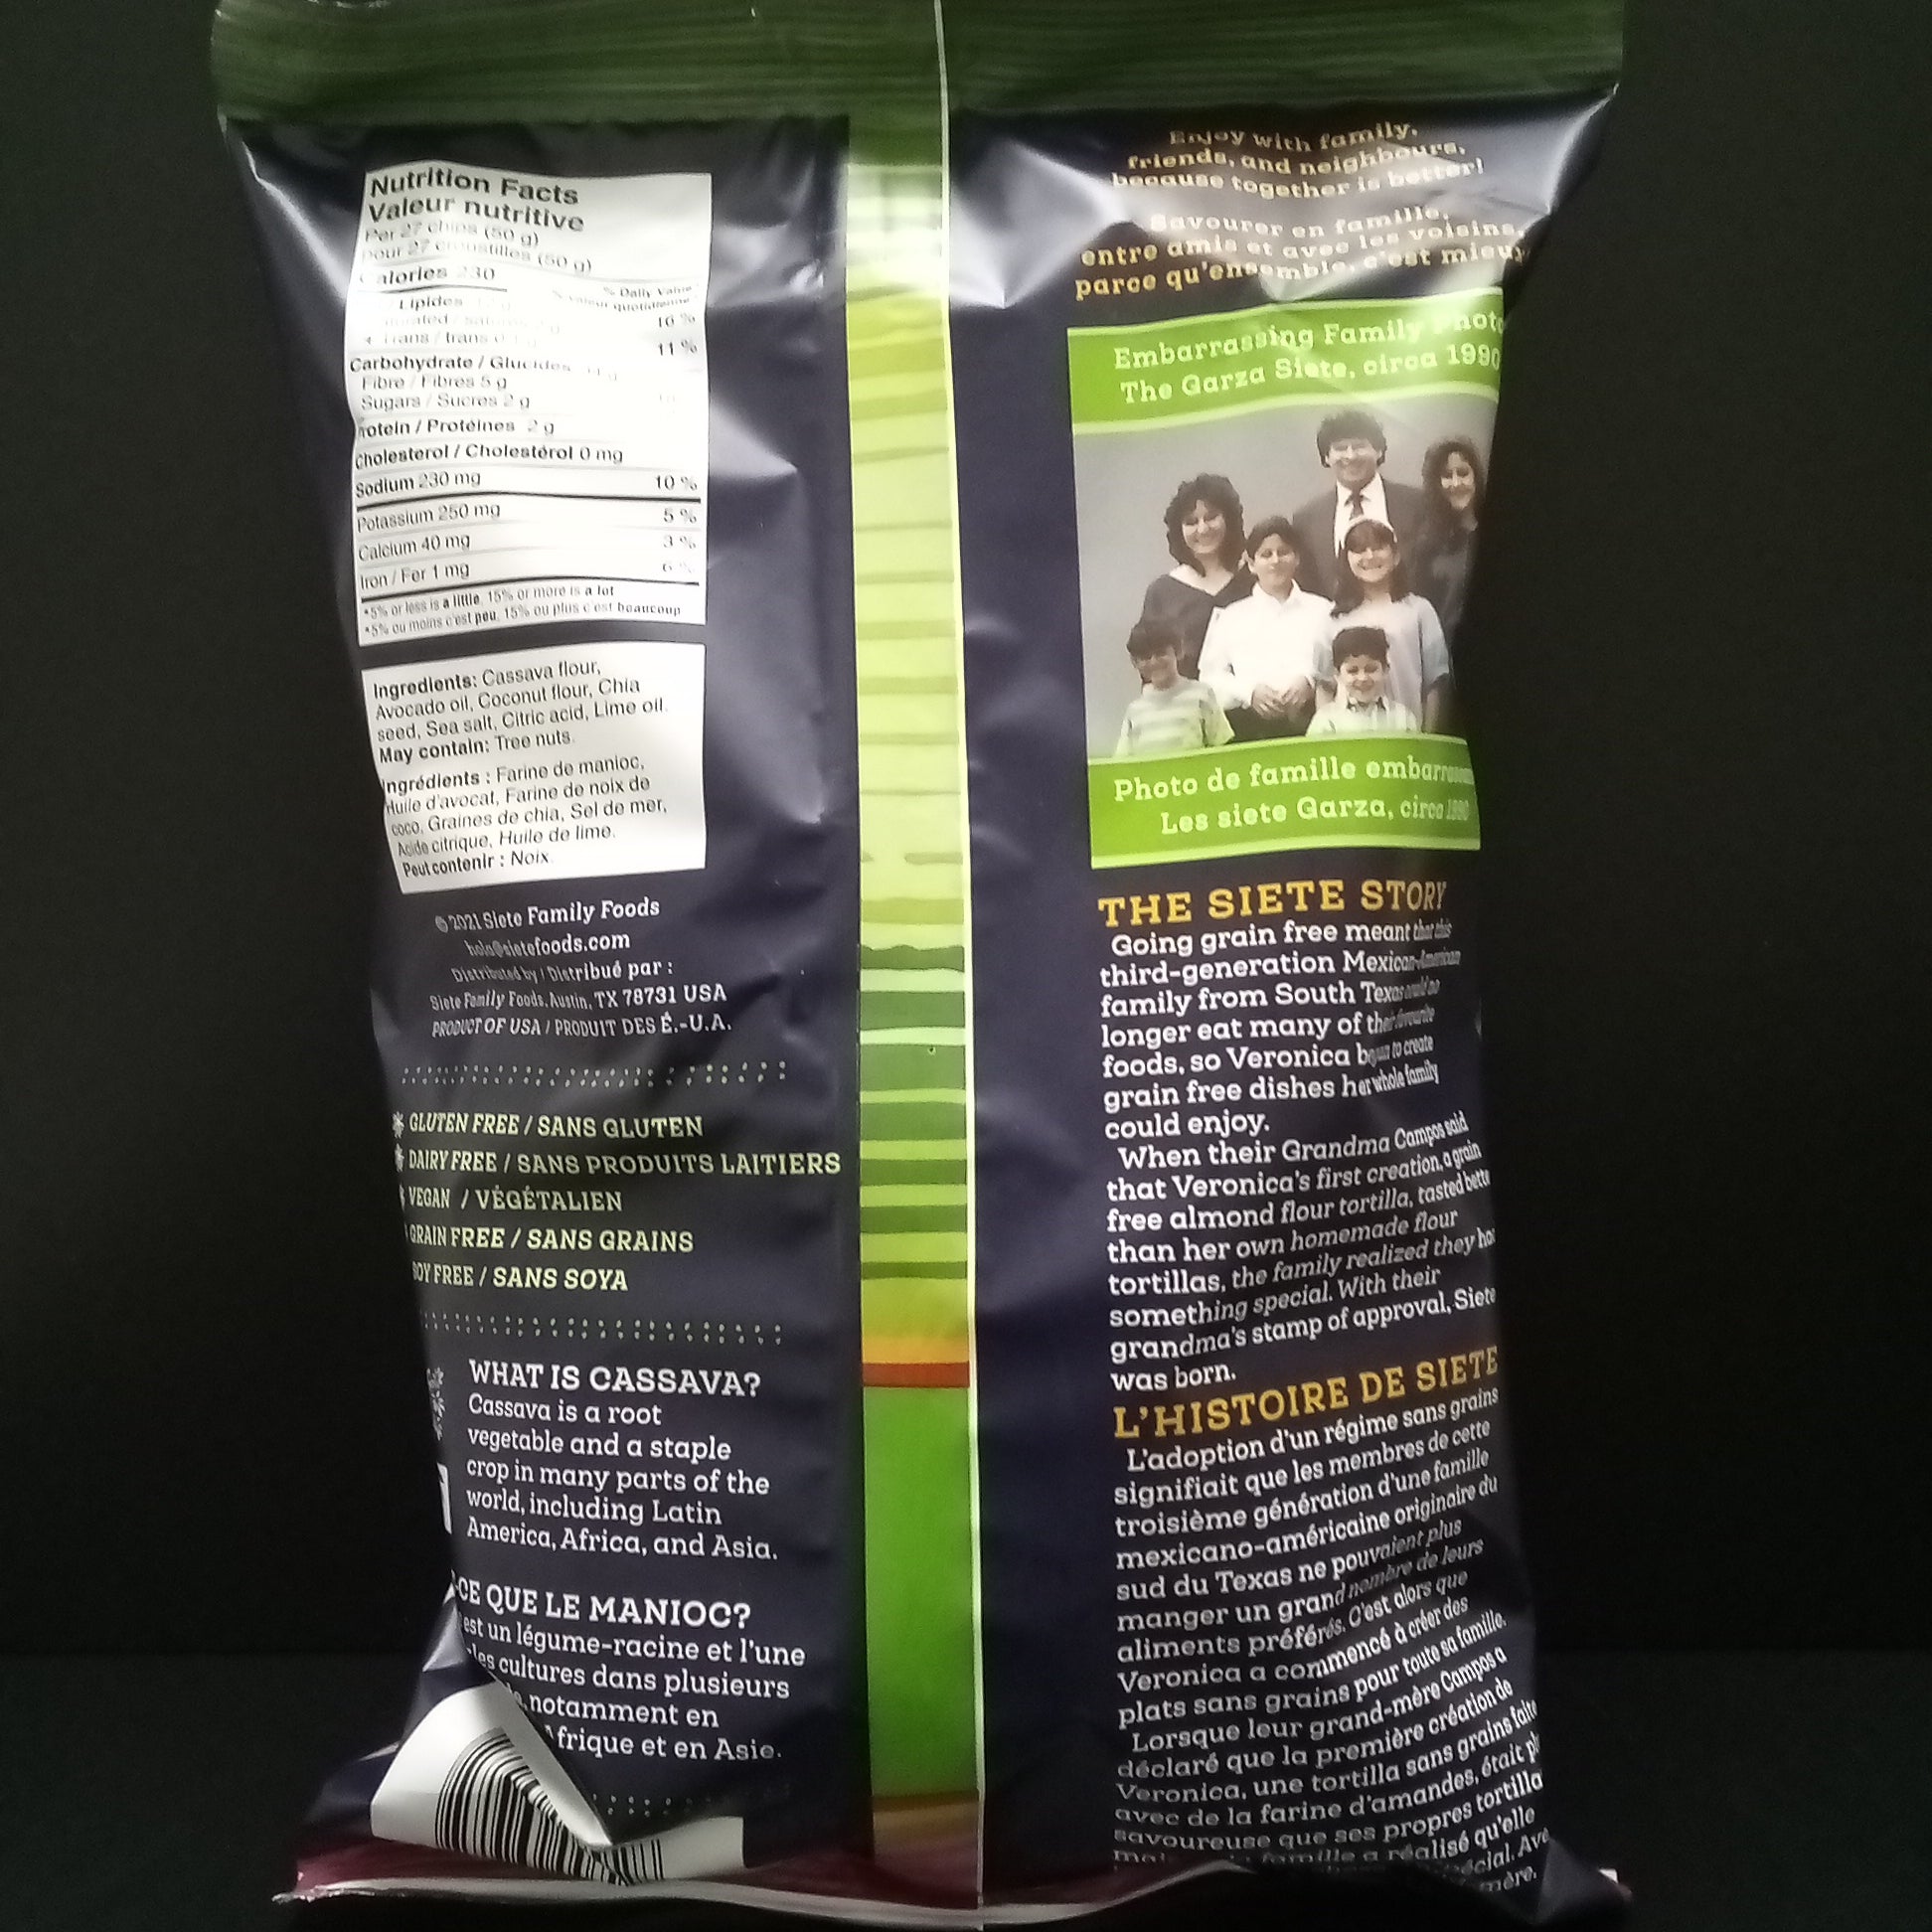 Nutrition Facts
Valeur nutritive
Per 27 chips (50 g)
pour 27 croustilles (50 g)
Calories 230
% Daily Value
% valeur quotidienne
Lipides
16 %
trans
11 %
Carbohydrate / Glucides
Fibre / Fibres 5 g
Sugars / Sucres 2 g
Protéines 2 g
Cholesterol / Cholestérol 0 mg
Sodium 230 mg 10 %
Potassium 250 mg 5 %
Calcium 40 mg 3 %
Iron / Fer 1 mg
*5% or less is a little, 15% or more is a lot
*5% ou moins c'est peu, 15% ou plus c'est beaucoup
Ingredients: Cassava flour,
Avocado oil, Coconut flour, Chia
seed, Sea salt, Citric acid, Lime oil.
May contain: Tree nuts.
Ingrédients : Farine de manioc,
Huile d'avocat, Farine de noix de
coco, Graines de chia, Sel de mer,
Acide citrique, Huile de lime.
Peut contenir : Noix.
© 2021 Siete Family Foods
hola@sietefoods.com
Distributed by / Distribué par :
Siete Family Foods, Austin, TX 78731 USA
PRODUCT OF USA / PRODUIT DES É.-U.A.
GLUTEN FREE / SANS GLUTEN
DAIRY FREE / SANS PRODUITS LAITIERS
VEGAN / VÉGÉTALIEN
GRAIN FREE / SANS GRAINS
OY FREE / SANS SOYA
WHAT IS CASSAVA?
Cassava is a root
vegetable and a staple
crop in many parts of the
world, including Latin
America, Africa, and Asia.
-CE QUE LE MANIOC?
est un légume-racine et l'une
les cultures dans plusieurs
notamment en
Afrique et en Asie.
Enjoy with family,
friends, and neighbours,
because together is better!
Savourer en famille,
entre amis et avec les voisins,
parce qu'ensemble, c'est mieux
Embarrassing Family Photo
The Garza Siete, circa 1990
Photo de famille
Les siete Garza, circa 1990
THE SIETE STORY
Going grain free meant that this
third-generation Mexican-American
family from South Texas could no
longer eat many of their favourite
foods, so Veronica began to create
grain free dishes her whole family
could enjoy.
When their Grandma Campos said
that Veronica's first creation, a grain
free almond flour tortilla, tasted bette
than her own homemade flour
tortillas, the family realized they ha
something special. With their
grandma's stamp of approval, Siete
was born.
L'HISTOIRE DE SIETE
L'adoption d'un régime sans grains
signifiait que les membres de cette
troisième génération d'une famille
mexicano-américaine originaire du
sud du Texas ne pouvaient plus
manger un grand nombre de leurs
aliments préférés. C'est alors que
Veronica a commencé à créer des
plats sans grains pour toute sa famille.
Lorsque leur grand-mère Campos a
déclaré que la première création de
Veronica, une tortilla sans grains faite
avec de la farine d'amandes, était pl
savoureuse que ses propres tortilla
famille a réalisé qu'elle
spécial. Ave
mère.